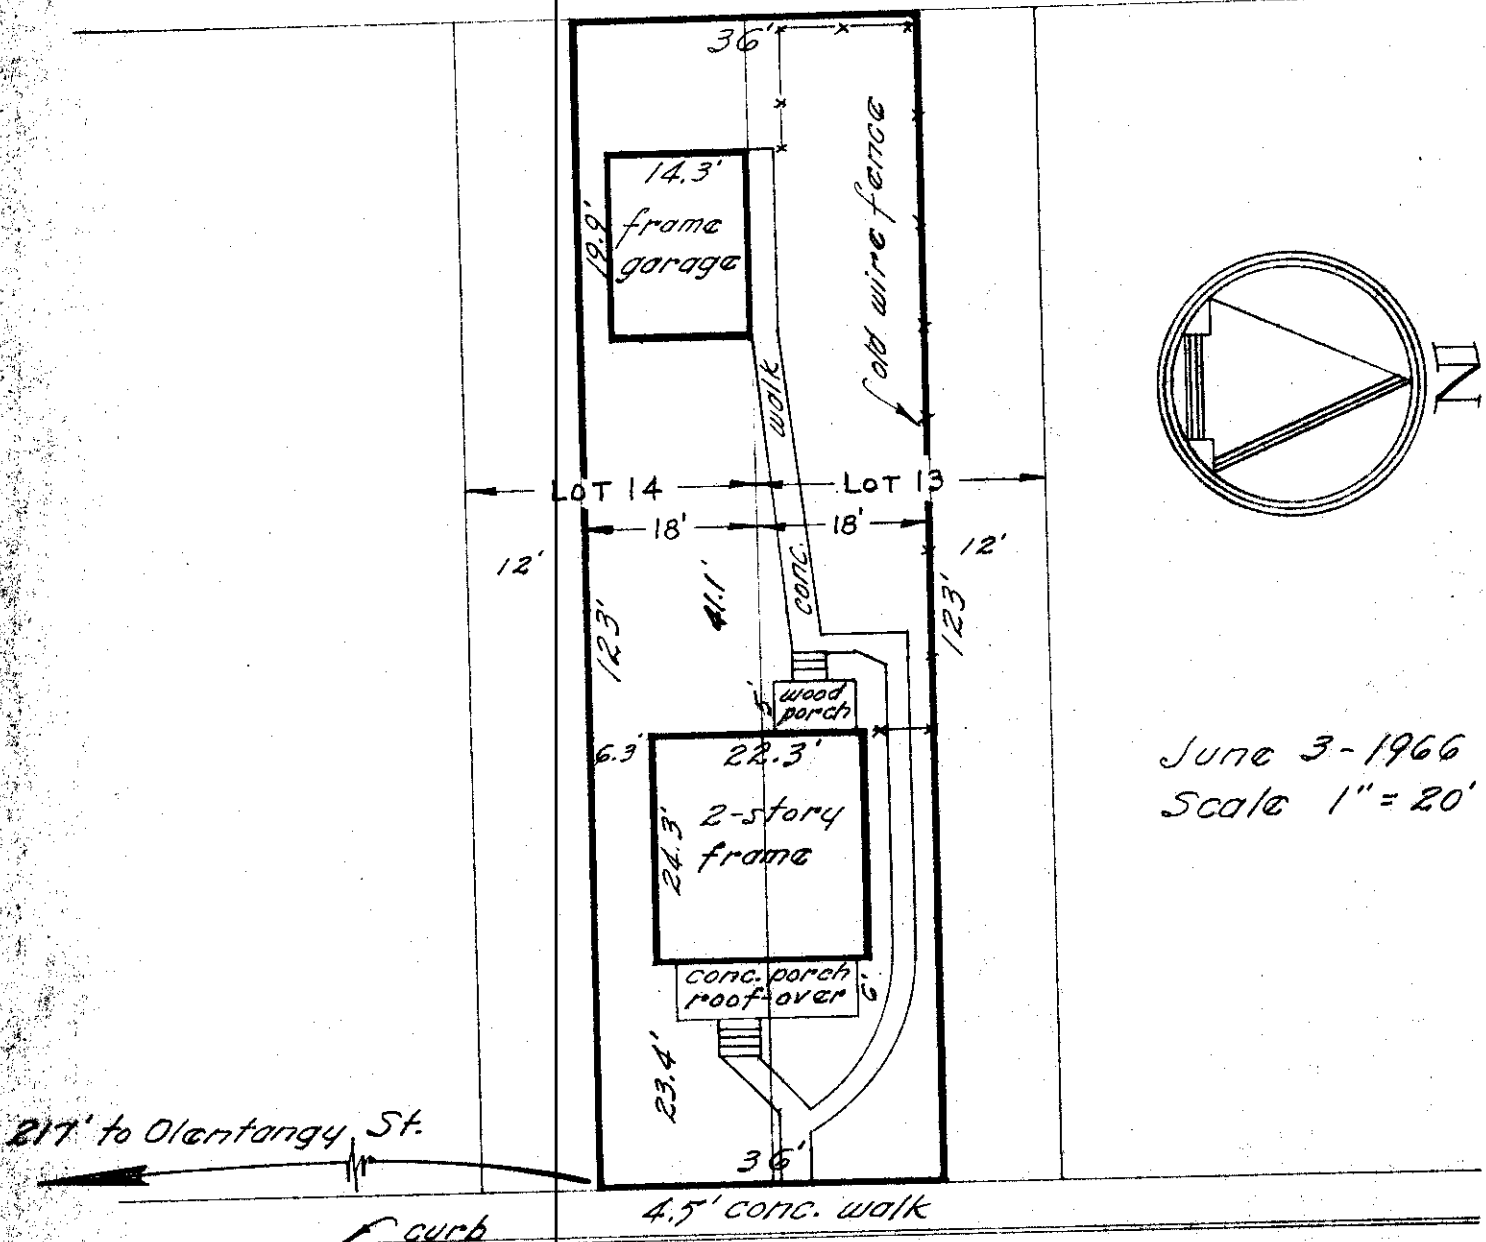 36'
14.3'
frame
garage
19.9'
old wire fence
walk
N
LOT 14
LOT 13
18'
18'
12'
12'
conc.
41.1'
123'
123'
wood
porch
5'
6.3'
22.3'
2-story
frame
24.3'
June 3-1966
Scale 1" = 20'
conc. porch
roof-over
6'
23.4'
217' to Olentangy St.
36'
4.5' conc. walk
curb